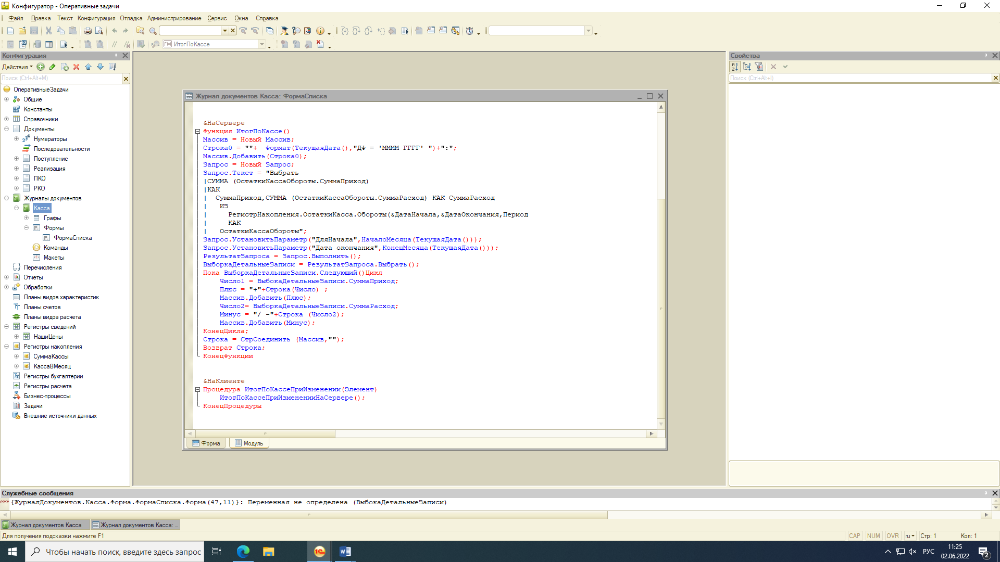 Конфигуратор - Оперативные задачи
Файл Правка Текст Конфигурация Отладка Администрирование Сервис Окна Справка
ИтогПоКассе
Конфигурация
Действия
Поиск (Ctrl+Alt+M)
ОперативныеЗадачи
Общие
Константы
Справочники
Документы
Нумераторы
Последовательности
Поступление
Реализация
ПКО
РКО
Журналы документов
Касса
Графы
Формы
ФормаСписка
Команды
Макеты
Перечисления
Отчеты
Обработки
Планы видов характеристик
Планы счетов
Планы видов расчета
Регистры сведений
НашиЦены
Регистры накопления
СуммаКассы
КассаВМесяц
Регистры бухгалтерии
Регистры расчета
Бизнес-процессы
Задачи
Внешние источники данных
Журнал документов Касса: ФормаСписка
&НаСервере
Функция ИтогПоКассе()
Массив = Новый Массив;
Строка0 = ""+  Формат(ТекущаяДата(),"ДФ = 'ММММ ГГГГ' ")+":";
Массив.Добавить(Строка0);
Запрос = Новый Запрос;
Запрос.Текст = "Выбрать
|СУММА (ОстаткиКассаОбороты.СуммаПриход)
|КАК
|  СуммаПриход,СУММА (ОстаткиКассаОбороты.СуммаРасход) КАК СуммаРасход
|   ИЗ
|     РегистрНакопления.ОстаткиКасса.Обороты(&ДатаНачала,&ДатаОкончания,Период
|     КАК
|   ОстаткиКассаОбороты";
Запрос.УстановитьПараметр("ДляНачала",НачалоМесяца(ТекущаяДата()));
Запрос.УстановитьПараметр("Дата окончания",КонецМесяца(ТекущаяДата()));
РезультатЗапроса = Запрос.Выполнить();
ВыборкаДетальныеЗаписи = РезультатЗапроса.Выбрать();
Пока ВыборкаДетальныеЗаписи.Следующий()Цикл
Число1 = ВыбокаДетальныеЗаписи.СуммаПриход;
Плюс = "+"+Строка(Число) ;
Массив.Добавить(Плюс);
Число2= ВыборкаДетальныеЗаписи.СуммаРасход;
Минус = "/ -"+Строка (Число2);
Массив.Добавить(Минус);
КонецЦикла;
Строка = СтрСоединить (Массив,"");
Возврат Строка;
КонецФункции
&НаКлиенте
Процедура ИтогПоКассеПриИзменении(Элемент)
ИтогПоКассеПриИзмененииНаСервере();
КонецПроцедуры
Форма Модуль
Свойства
Поиск (Ctrl+Alt+I)
Служебные сообщения
err {ЖурналДокументов.Касса.Форма.ФормаСписка.Форма(47,11)}: Переменная не определена (ВыбокаДетальныеЗаписи)
Журнал документов Касса Журнал документов Касса: ...
Для получения подсказки нажмите F1
CAP NUM OVR ru Стр: 1 Кол: 1
Чтобы начать поиск, введите здесь запрос
РУС
11:25
02.06.2022
2